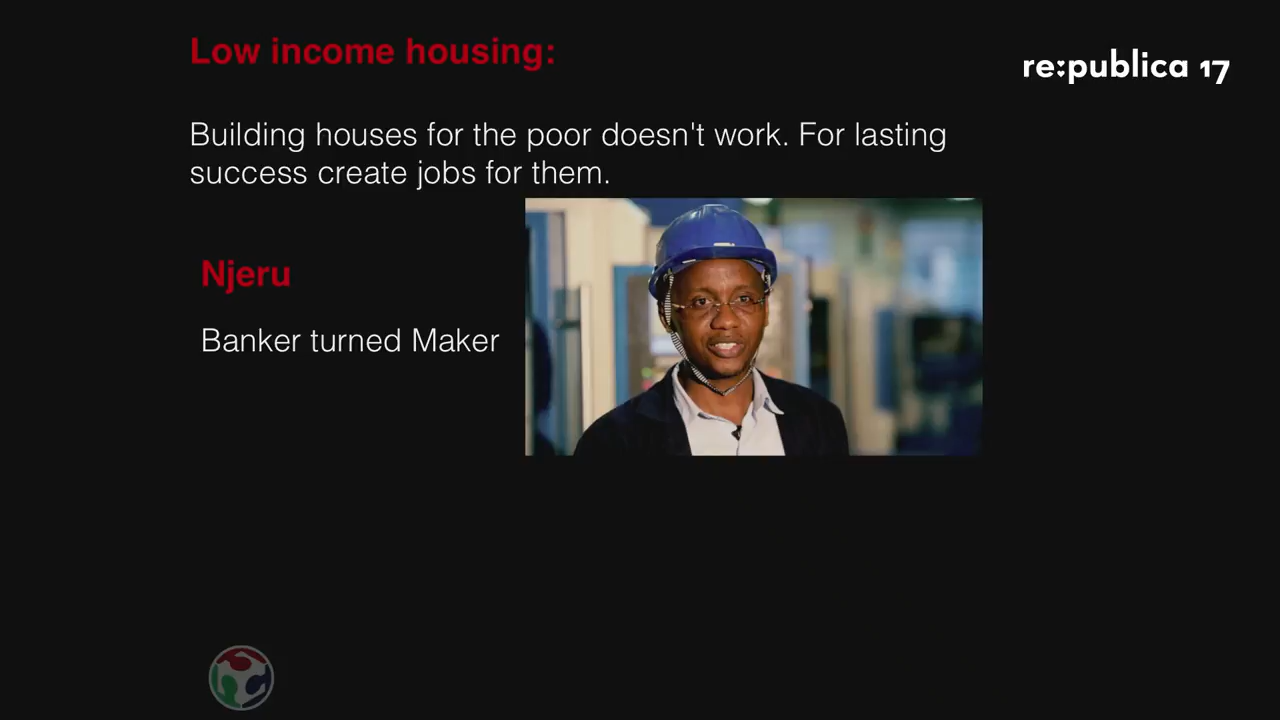 Low income housing:
re:publica 17
Building houses for the poor doesn't work. For lasting
success create jobs for them.
Njeru
Banker turned Maker